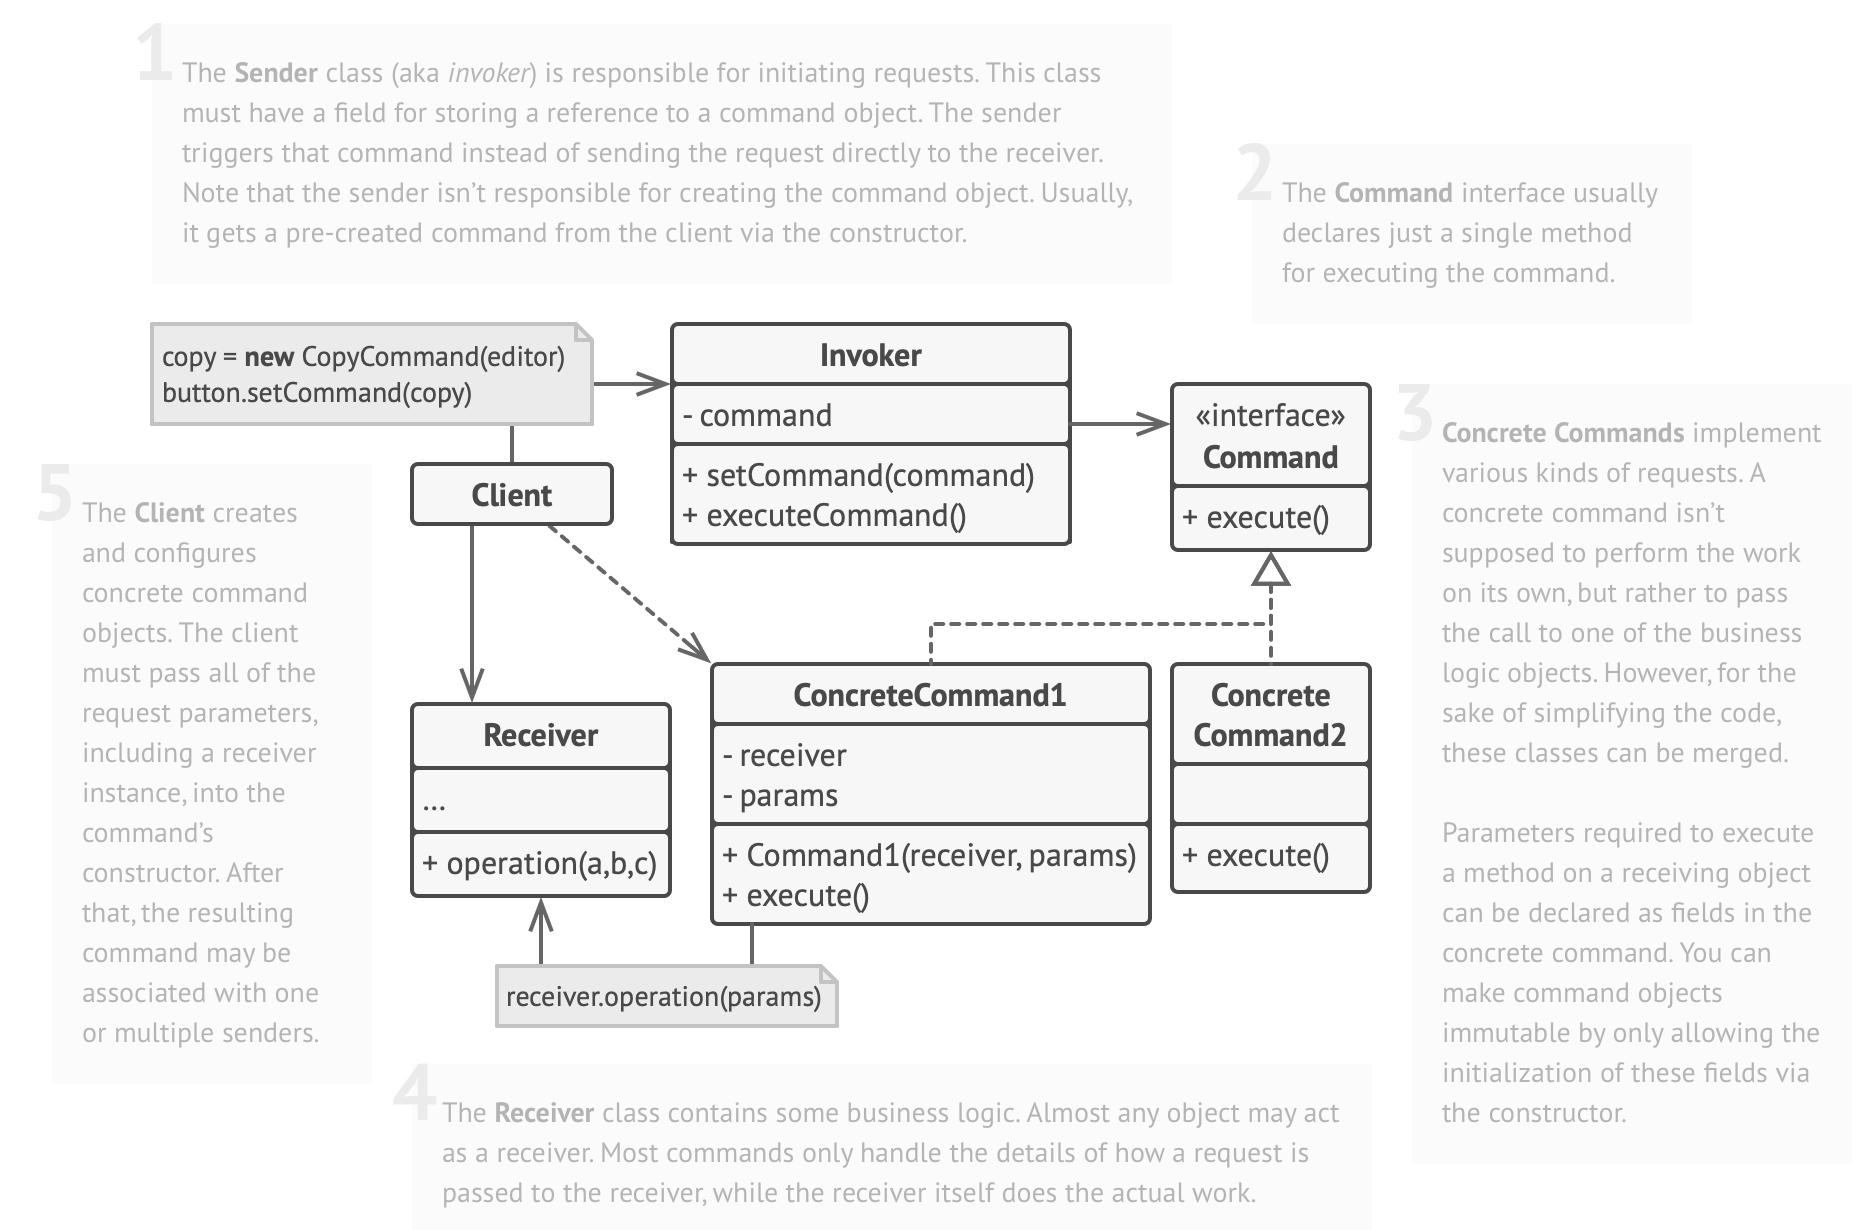 1
The Sender class (aka invoker) is responsible for initiating requests. This class
must have a field for storing a reference to a command object. The sender
triggers that command instead of sending the request directly to the receiver.
Note that the sender isn’t responsible for creating the command object. Usually,
it gets a pre-created command from the client via the constructor.
2
The Command interface usually
declares just a single method
for executing the command.
copy = new CopyCommand(editor)
button.setCommand(copy)
Invoker
- command
+ setCommand(command)
+ executeCommand()
«interface»
Command
+ execute()
3
Concrete Commands implement
various kinds of requests. A
concrete command isn’t
supposed to perform the work
on its own, but rather to pass
the call to one of the business
logic objects. However, for the
sake of simplifying the code,
these classes can be merged.
Parameters required to execute
a method on a receiving object
can be declared as fields in the
concrete command. You can
make command objects
immutable by only allowing the
initialization of these fields via
the constructor.
5
The Client creates
and configures
concrete command
objects. The client
must pass all of the
request parameters,
including a receiver
instance, into the
command’s
constructor. After
that, the resulting
command may be
associated with one
or multiple senders.
Client
Receiver
...
+ operation(a,b,c)
ConcreteCommand1
- receiver
- params
+ Command1(receiver, params)
+ execute()
Concrete
Command2
+ execute()
receiver.operation(params)
4
The Receiver class contains some business logic. Almost any object may act
as a receiver. Most commands only handle the details of how a request is
passed to the receiver, while the receiver itself does the actual work.